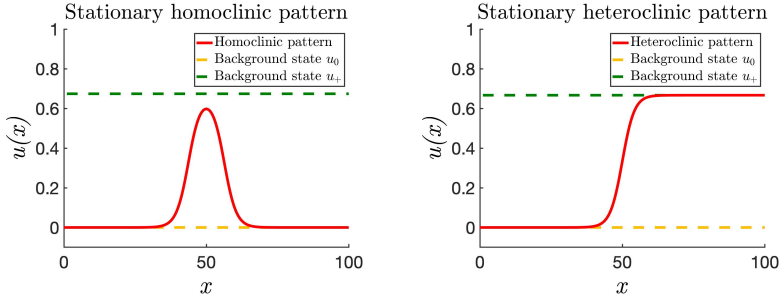 Stationary homoclinic pattern
1
0.8
0.6
0.4
0.2
0
u(x)
0 50 100
x
Homoclinic pattern
Background state u₀
Background state u₊
Stationary heteroclinic pattern
1
0.8
0.6
0.4
0.2
0
u(x)
0 50 100
x
Heteroclinic pattern
Background state u₀
Background state u₊